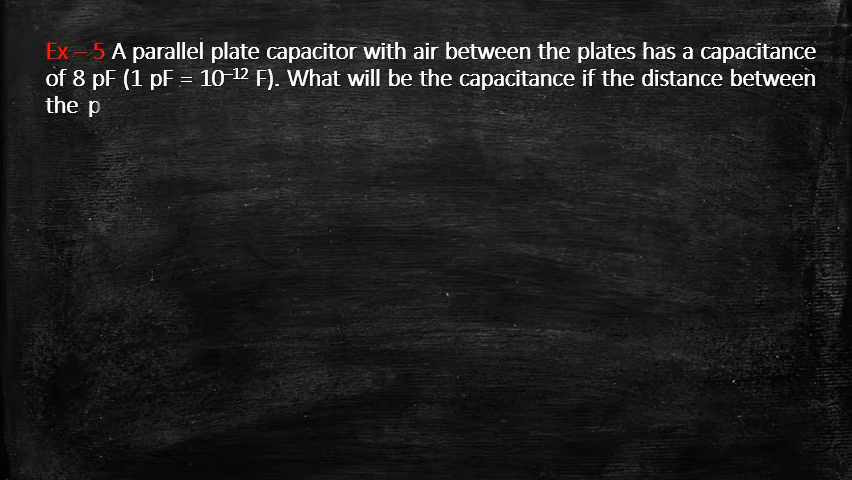 Ex – 5 A parallel plate capacitor with air between the plates has a capacitance
of 8 pF (1 pF = 10⁻¹² F). What will be the capacitance if the distance between
the p